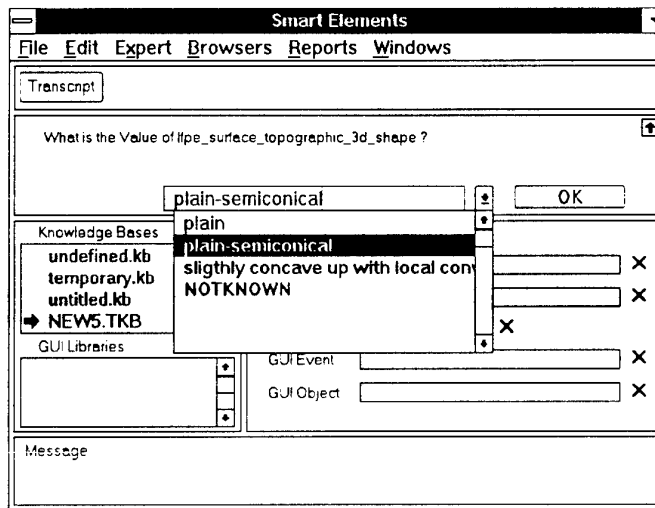 Smart Elements
File Edit Expert Browsers Reports Windows
Transcript
What is the Value of lfpe_surface_topographic_3d_shape ?
plain-semiconical
OK
plain
plain-semiconical
sligthly concave up with local conv
NOTKNOWN
Knowledge Bases
undefined.kb
temporary.kb
untitled.kb
NEW5.TKB
GUI Libraries
GUI Event
GUI Object
Message